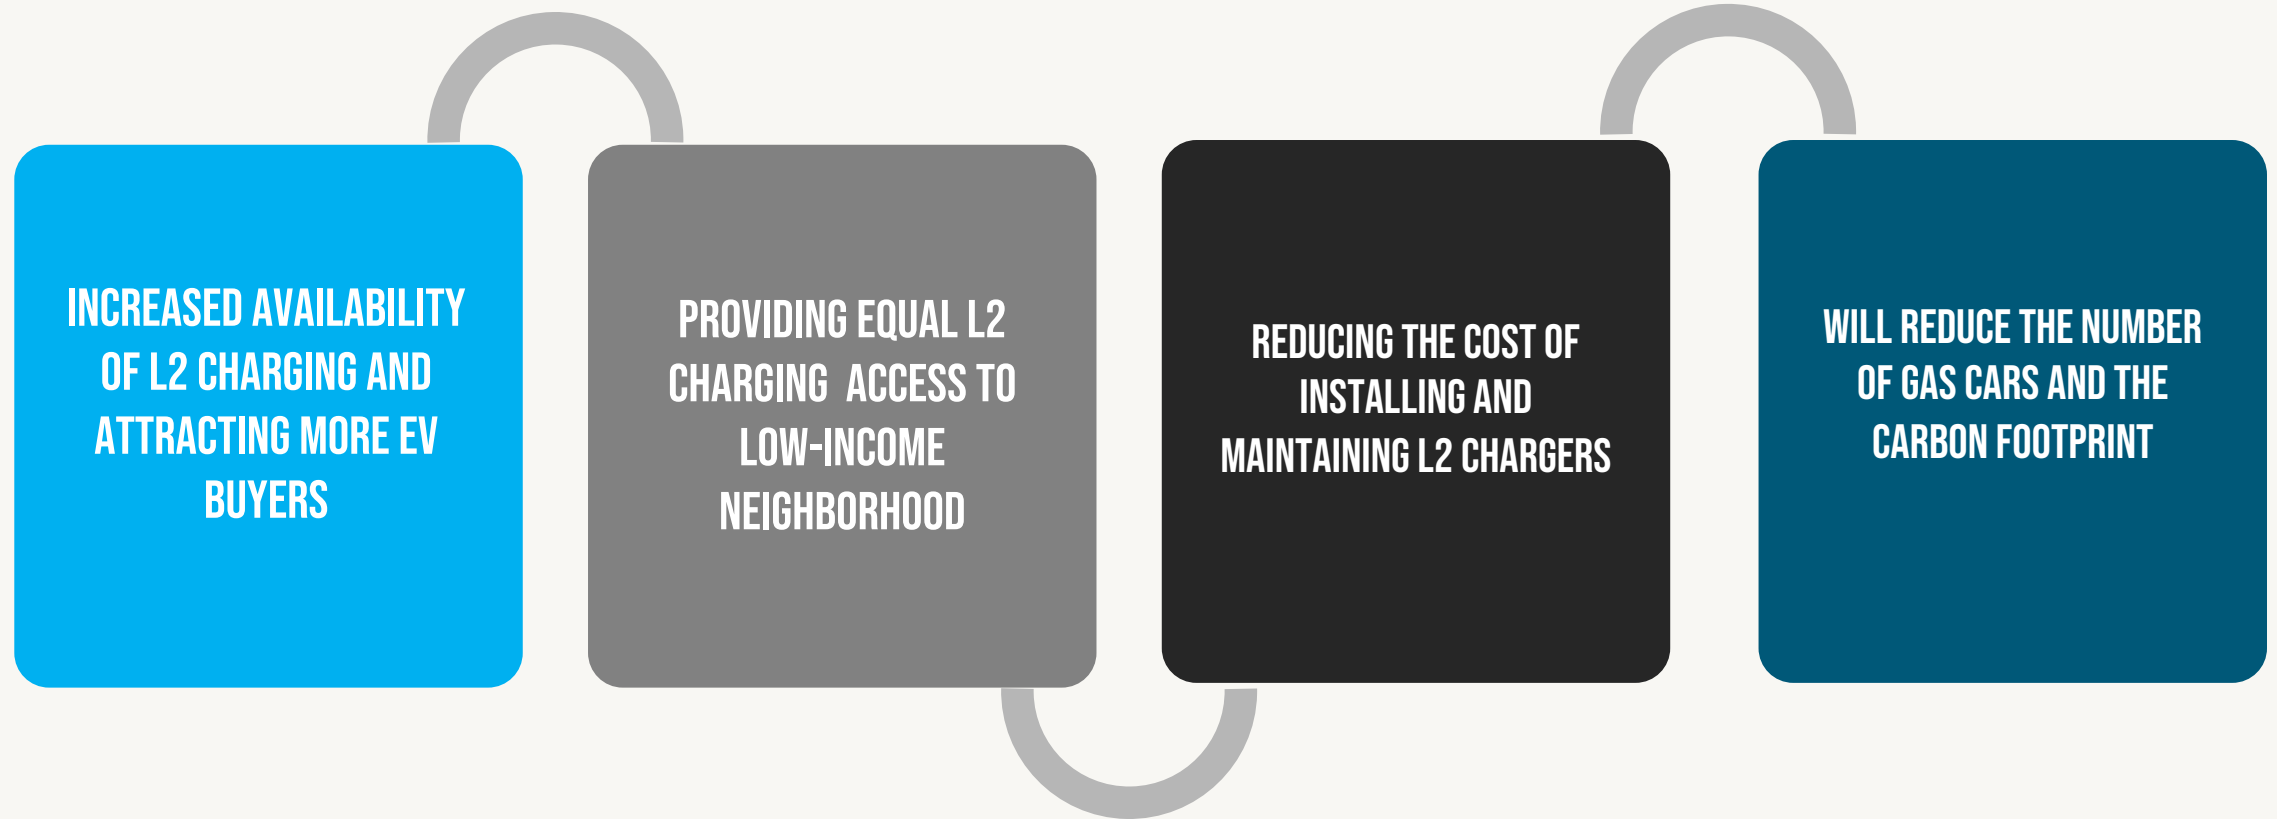 INCREASED AVAILABILITY
OF L2 CHARGING AND
ATTRACTING MORE EV
BUYERS
PROVIDING EQUAL L2
CHARGING  ACCESS TO
LOW-INCOME
NEIGHBORHOOD
REDUCING THE COST OF
INSTALLING AND
MAINTAINING L2 CHARGERS
WILL REDUCE THE NUMBER
OF GAS CARS AND THE
CARBON FOOTPRINT